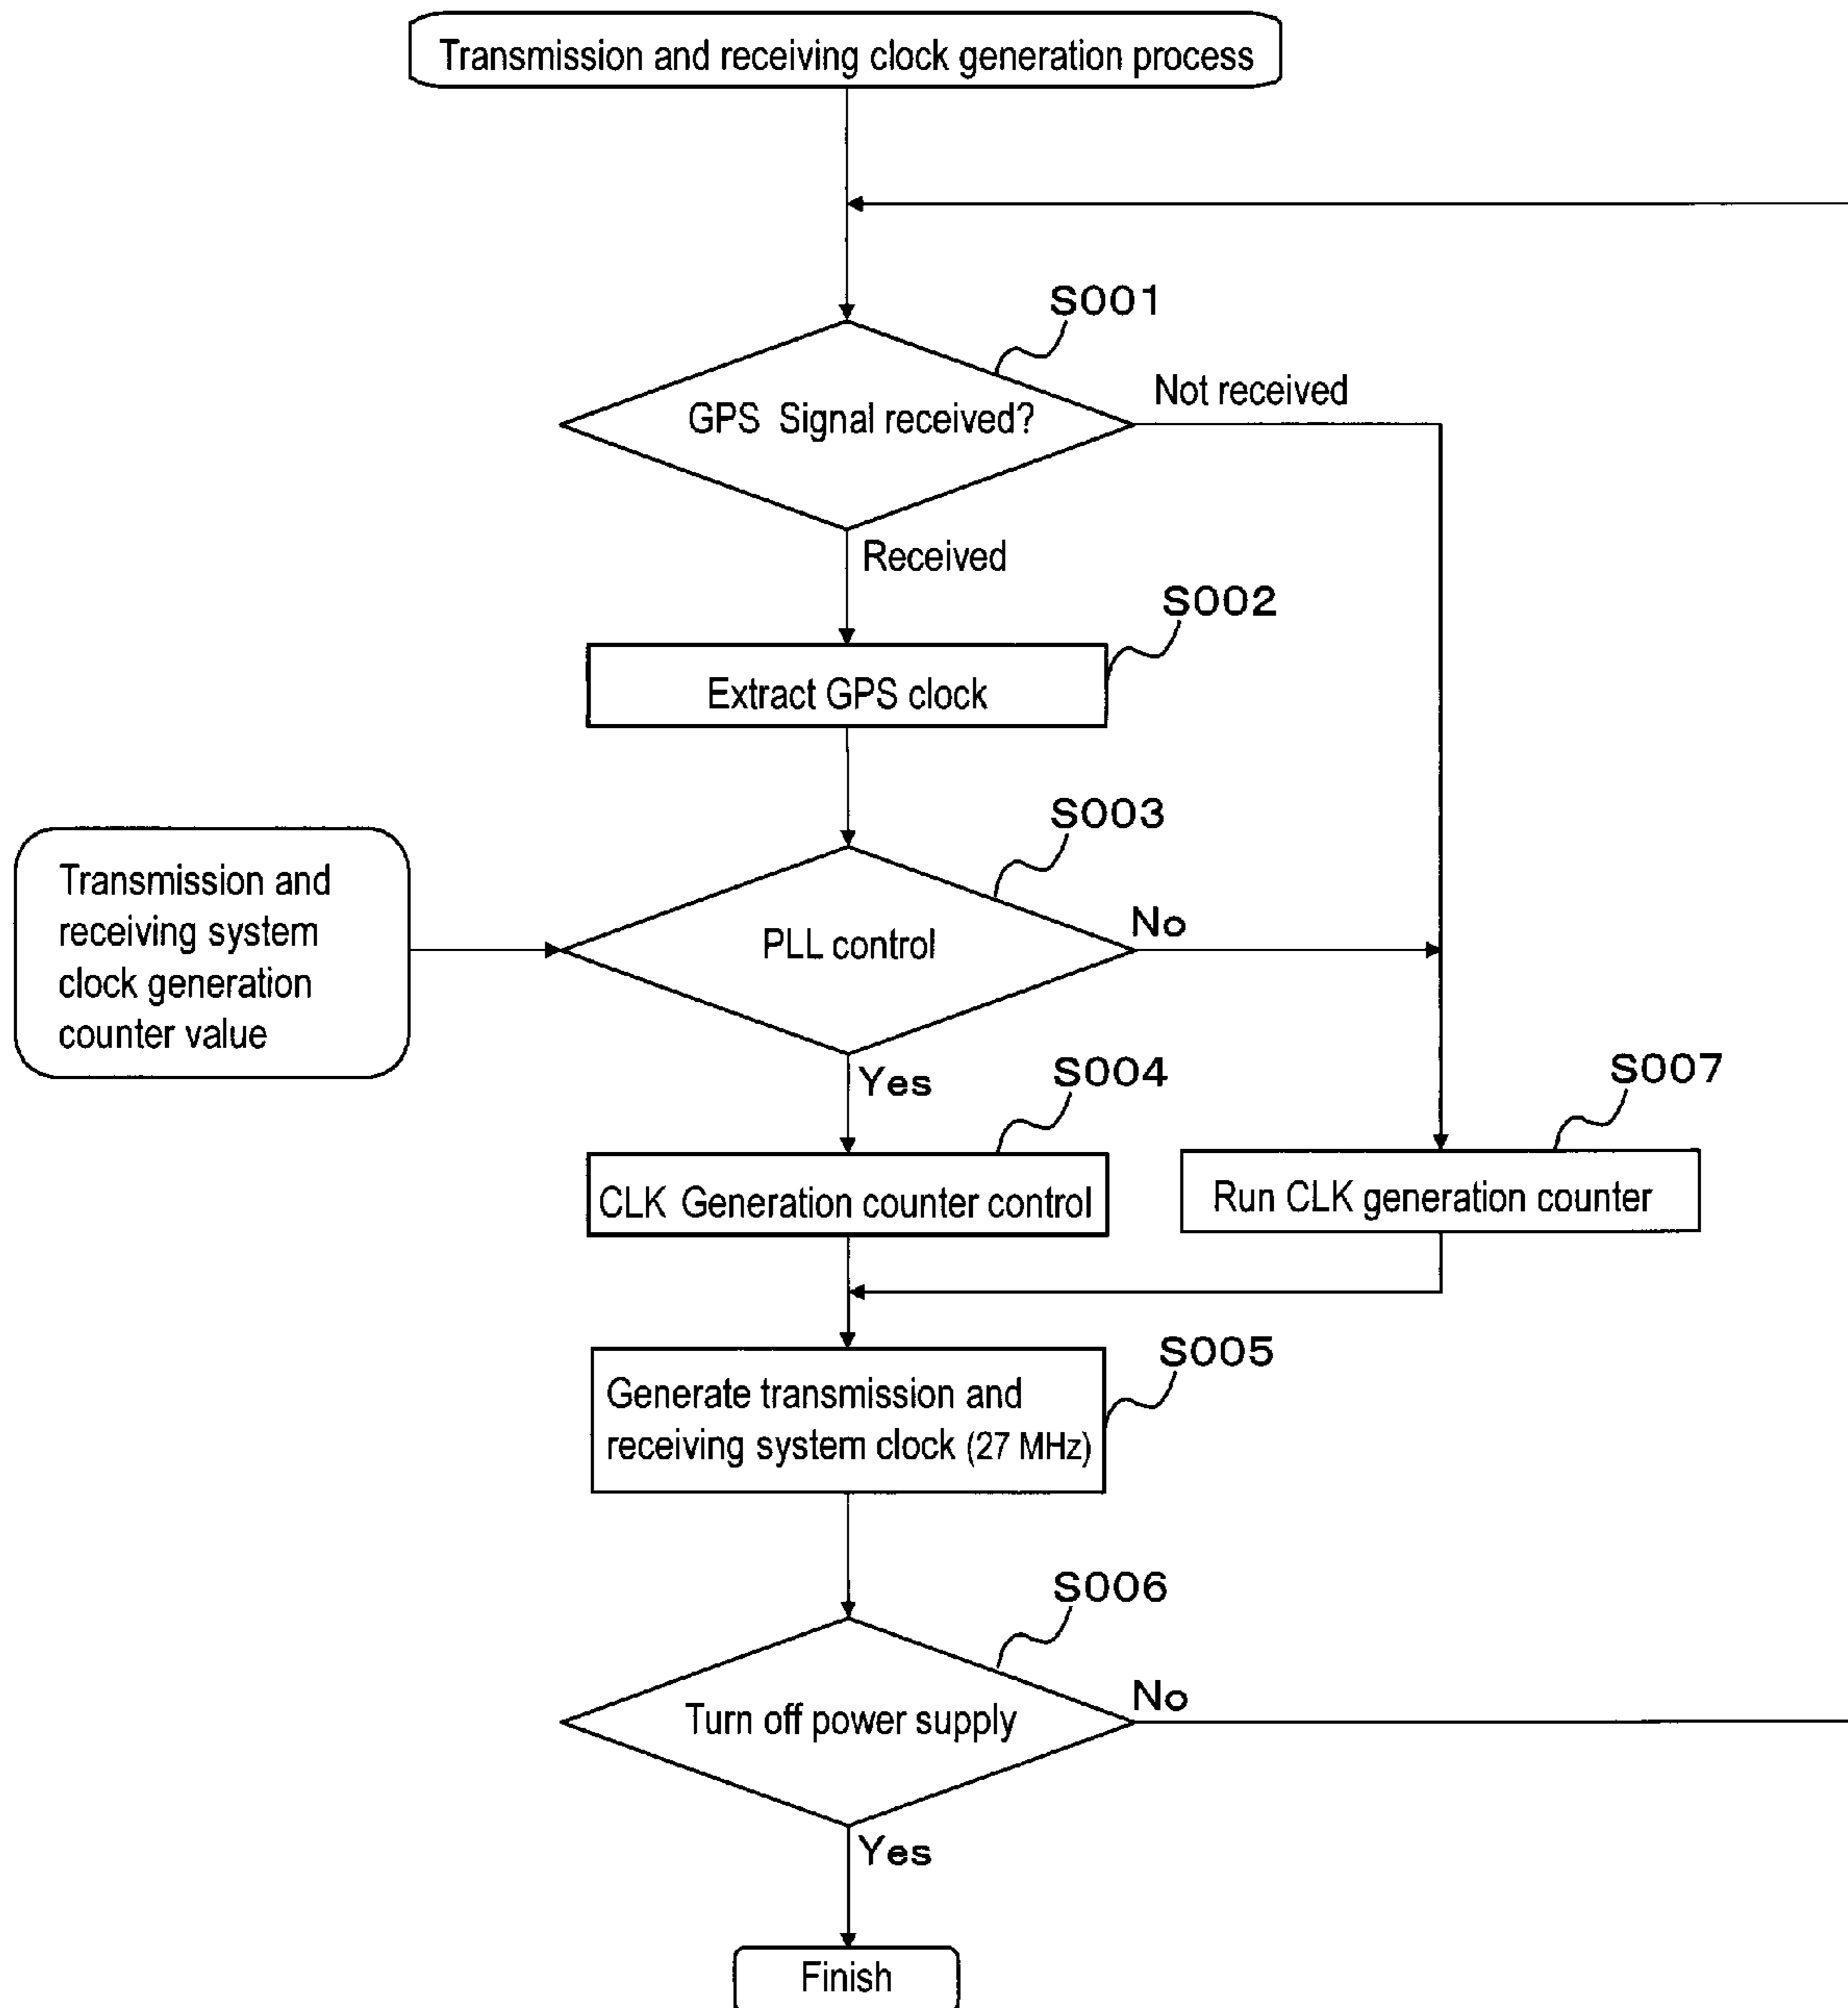 Transmission and receiving clock generation process
S001
GPS Signal received?
Not received
Received
S002
Extract GPS clock
S003
Transmission and
receiving system
clock generation
counter value
PLL control
No
Yes
S004
S007
CLK Generation counter control
Run CLK generation counter
S005
Generate transmission and
receiving system clock (27 MHz)
S006
Turn off power supply
No
Yes
Finish